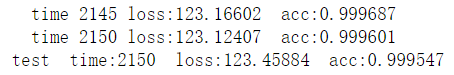 time 2145 loss:123.16602 acc:0.999687
time 2150 loss:123.12407 acc:0.999601
test time:2150 loss:123.45884 acc:0.999547